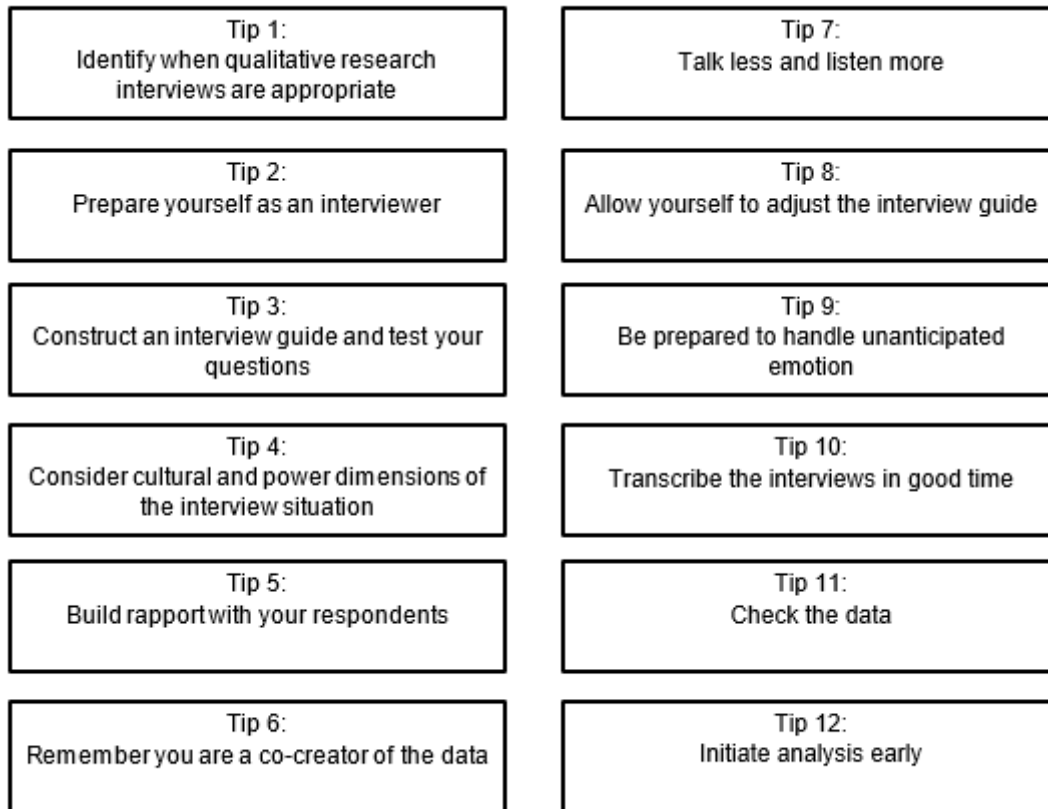 Tip 1:
Identify when qualitative research
interviews are appropriate
Tip 2:
Prepare yourself as an interviewer
Tip 3:
Construct an interview guide and test your
questions
Tip 4:
Consider cultural and power dimensions of
the interview situation
Tip 5:
Build rapport with your respondents
Tip 6:
Remember you are a co-creator of the data
Tip 7:
Talk less and listen more
Tip 8:
Allow yourself to adjust the interview guide
Tip 9:
Be prepared to handle unanticipated
emotion
Tip 10:
Transcribe the interviews in good time
Tip 11:
Check the data
Tip 12:
Initiate analysis early